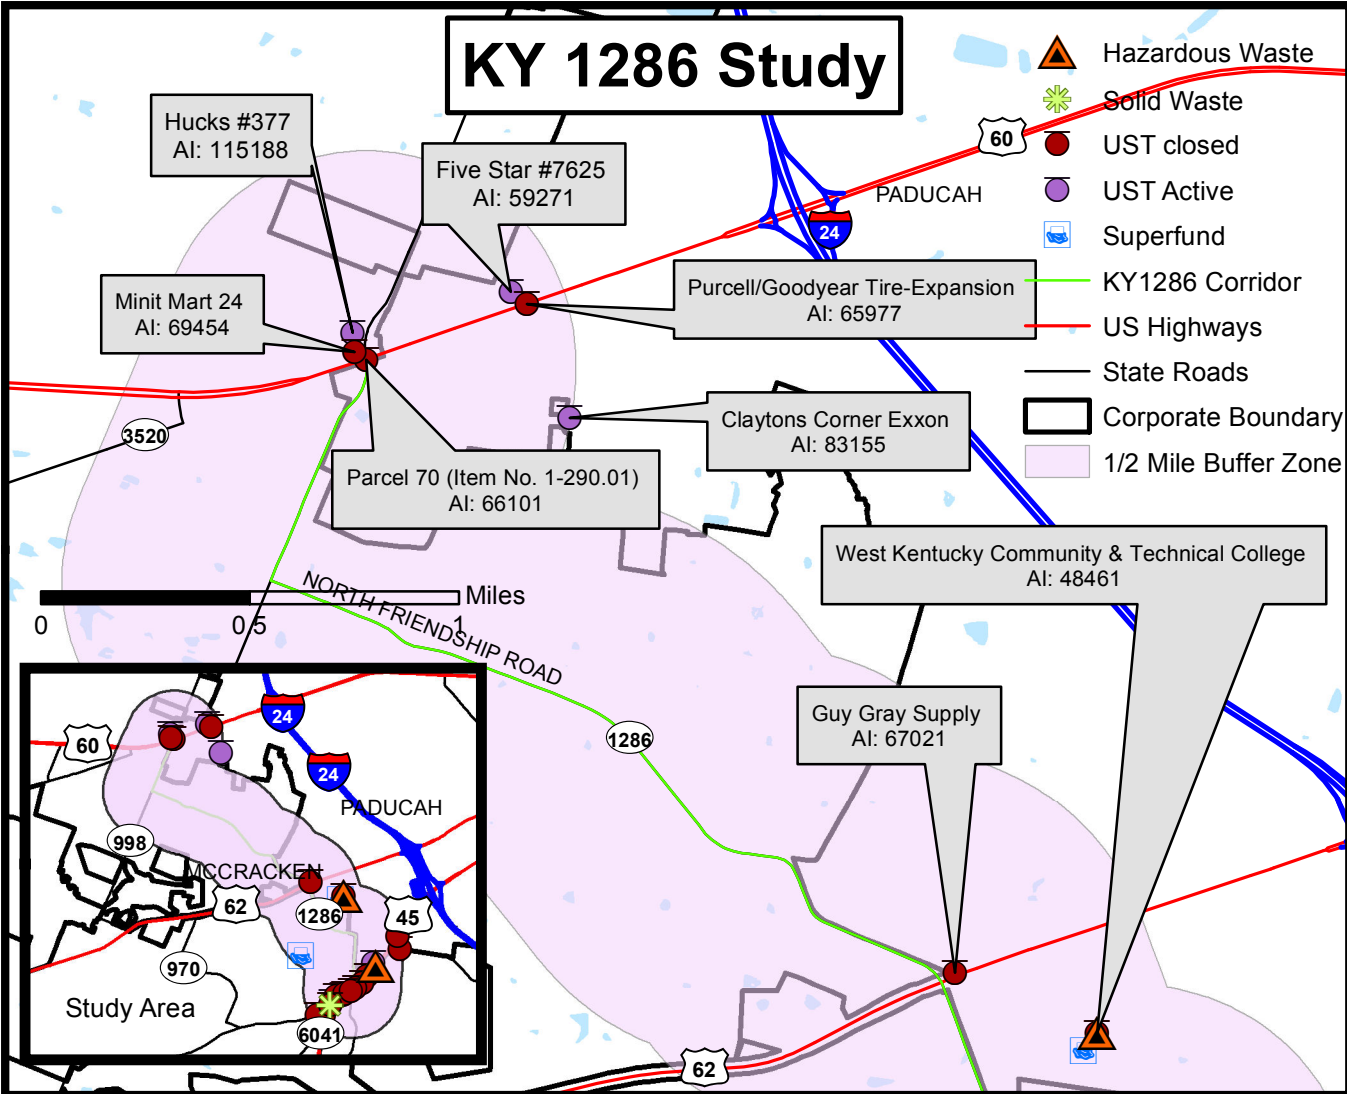 KY 1286 Study
Hazardous Waste
Solid Waste
UST closed
UST Active
Superfund
KY1286 Corridor
US Highways
State Roads
Corporate Boundary
1/2 Mile Buffer Zone
60
PADUCAH
24
Hucks #377
AI: 115188
Five Star #7625
AI: 59271
Minit Mart 24
AI: 69454
Purcell/Goodyear Tire-Expansion
AI: 65977
3520
Claytons Corner Exxon
AI: 83155
Parcel 70 (Item No. 1-290.01)
AI: 66101
West Kentucky Community & Technical College
AI: 48461
NORTH FRIENDSHIP ROAD
Miles
0
0.5
1
1286
Guy Gray Supply
AI: 67021
62
24
60
24
PADUCAH
998
MCCRACKEN
62
1286
45
970
Study Area
6041